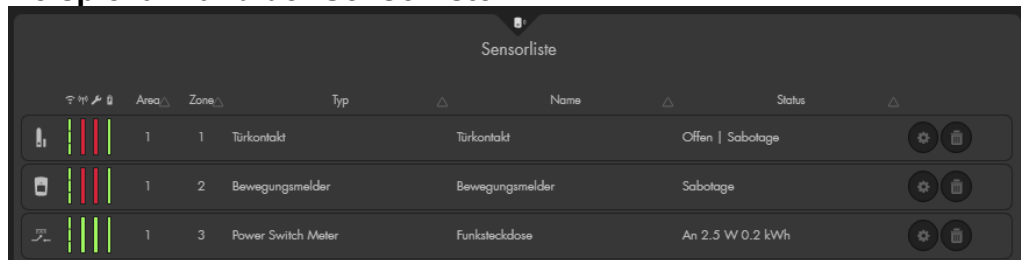 Sensorliste
Area Zone Typ Name Status
1 1 Türkontakt Türkontakt Offen | Sabotage
1 2 Bewegungsmelder Bewegungsmelder Sabotage
1 3 Power Switch Meter Funksteckdose An 2.5 W 0.2 kWh